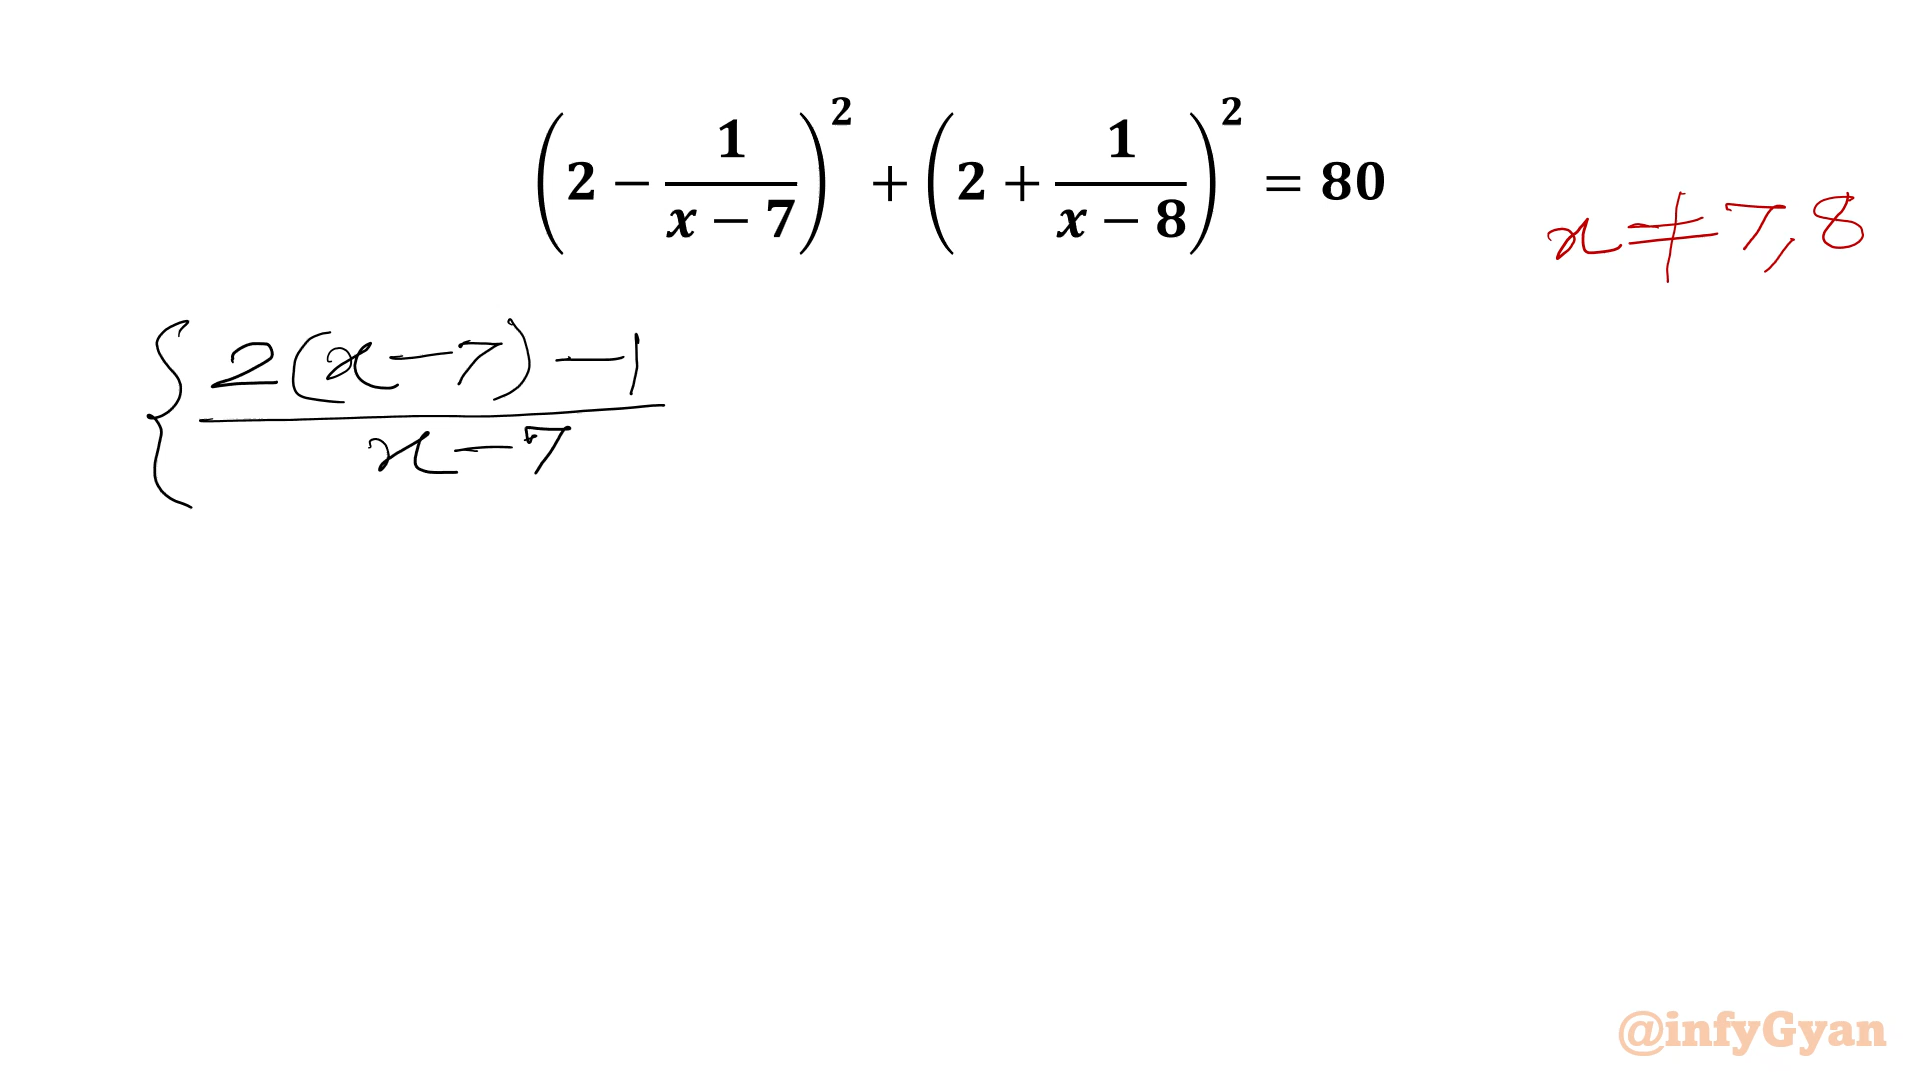 (2 − 1/(x − 7))² + (2 + 1/(x − 8))² = 80
x ≠ 7, 8
{ (2(x − 7) − 1)/(x − 7)
@infyGyan